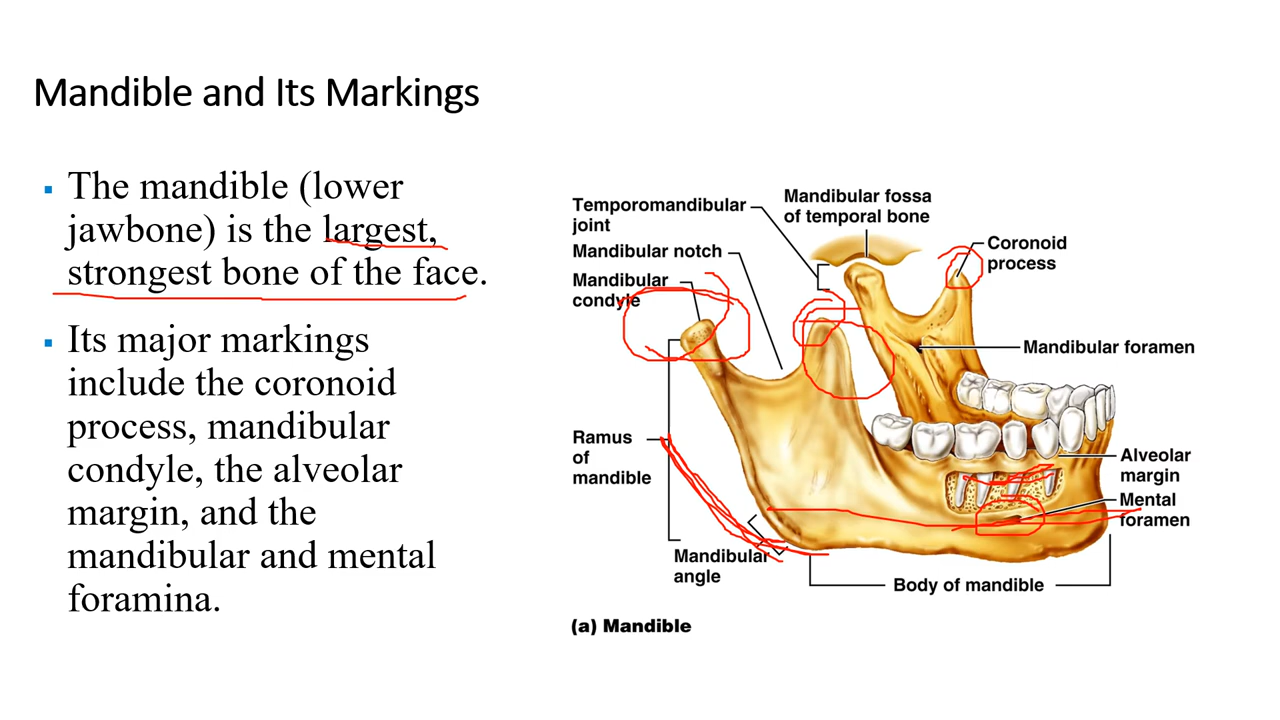 Mandible and Its Markings
The mandible (lower
jawbone) is the largest,
strongest bone of the face.
Its major markings
include the coronoid
process, mandibular
condyle, the alveolar
margin, and the
mandibular and mental
foramina.
Temporomandibular
joint
Mandibular fossa
of temporal bone
Mandibular notch
Mandibular
condyle
Coronoid
process
Mandibular foramen
Ramus
of
mandible
Alveolar
margin
Mental
foramen
Mandibular
angle
Body of mandible
(a) Mandible